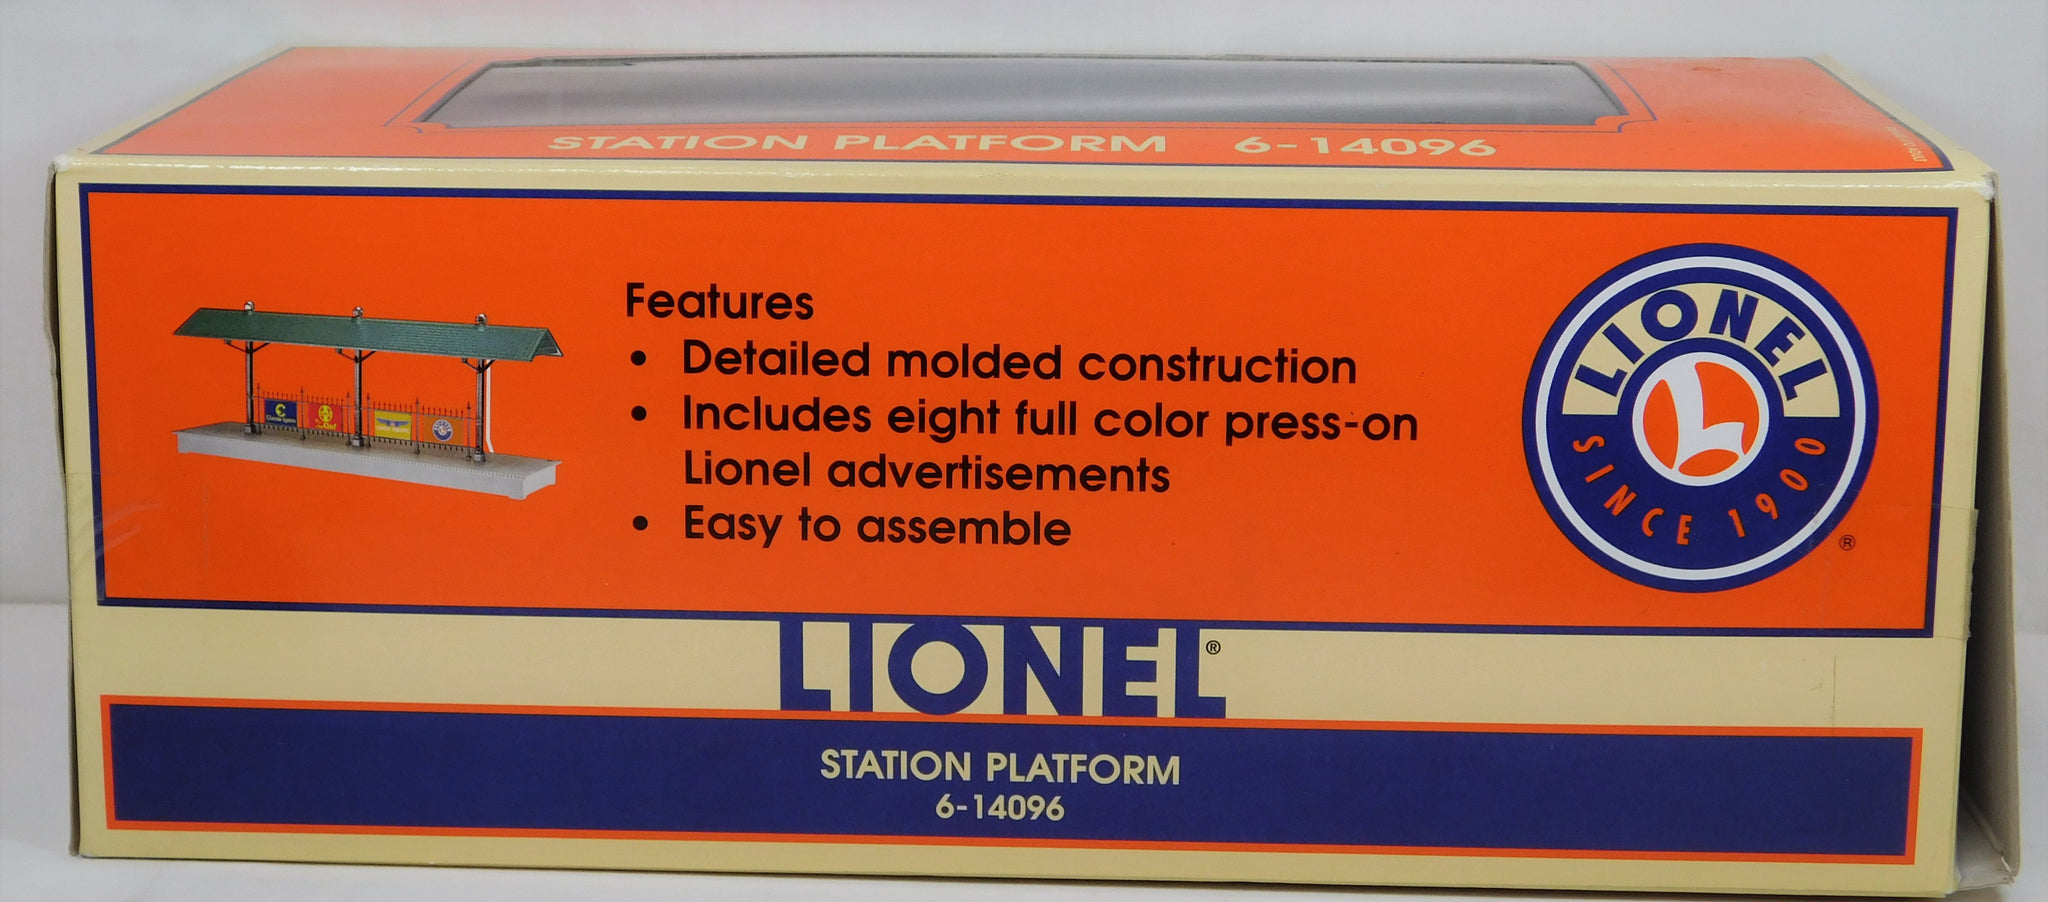 STATION PLATFORM 6-14096
Features
• Detailed molded construction
• Includes eight full color press-on
Lionel advertisements
• Easy to assemble
LIONEL
SINCE 1900
®
LIONEL®
STATION PLATFORM
6-14096